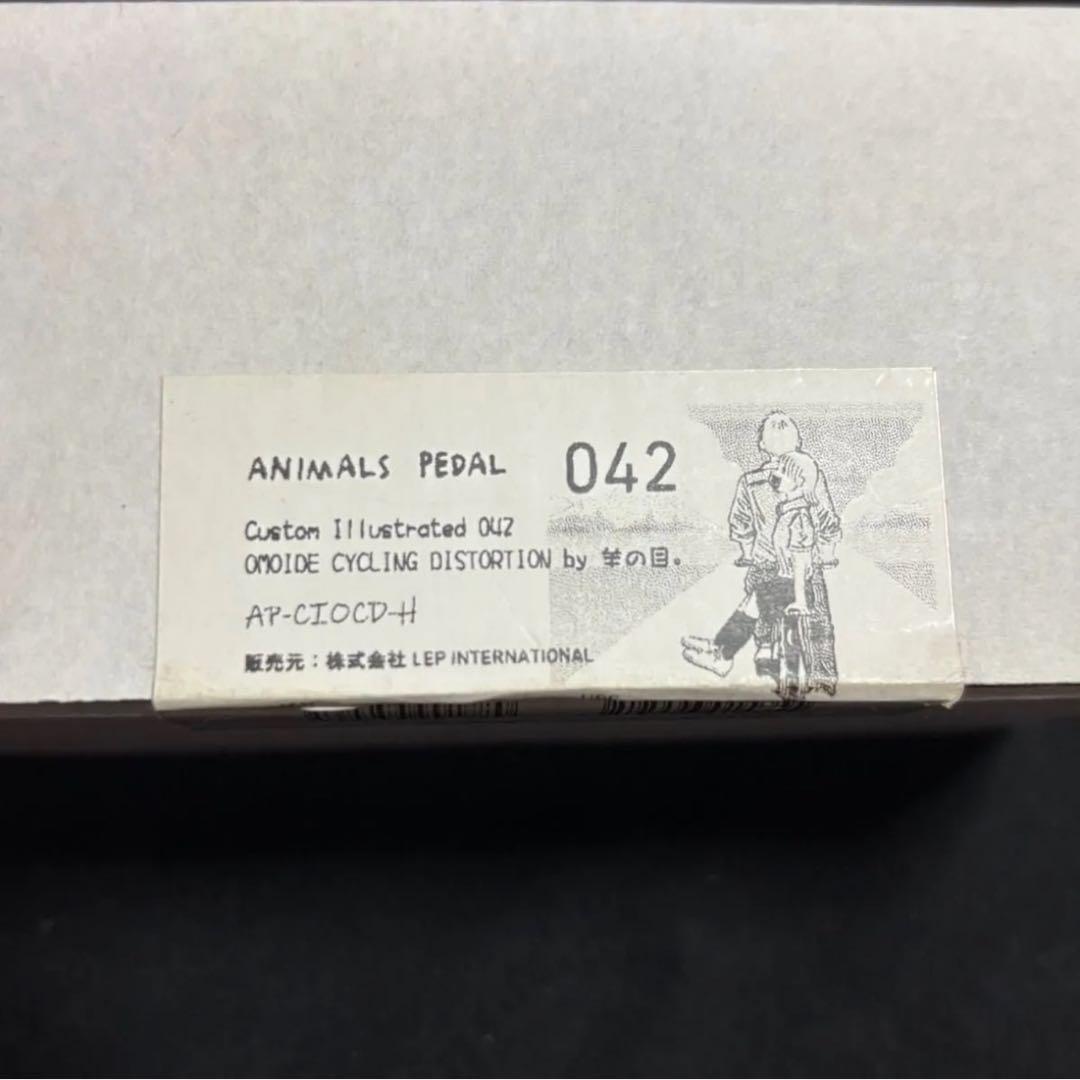 ANIMALS PEDAL 042
Custom Illustrated 042
OMOIDE CYCLING DISTORTION by 羊の目。
AP-CIOCD-H
販売元：株式会社 LEP INTERNATIONAL